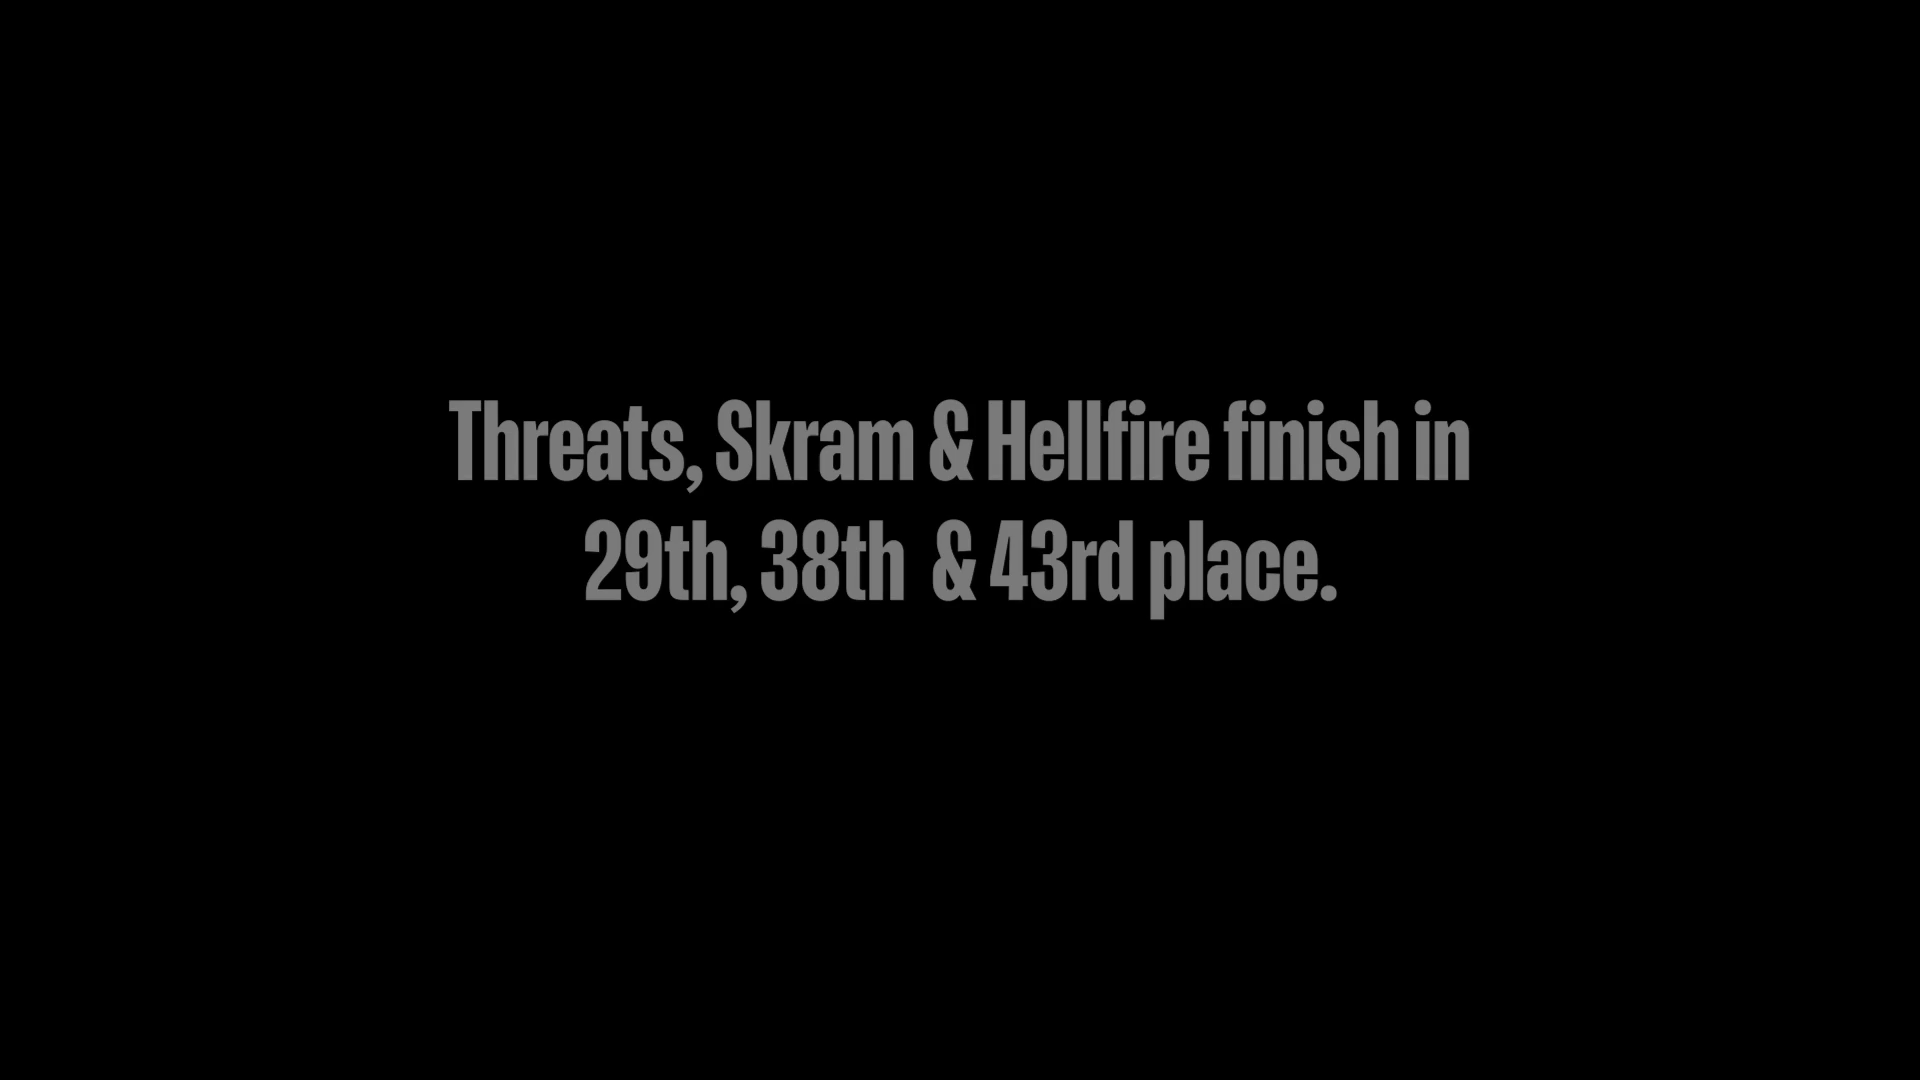 Threats, Skram & Hellfire finish in
29th, 38th  & 43rd place.